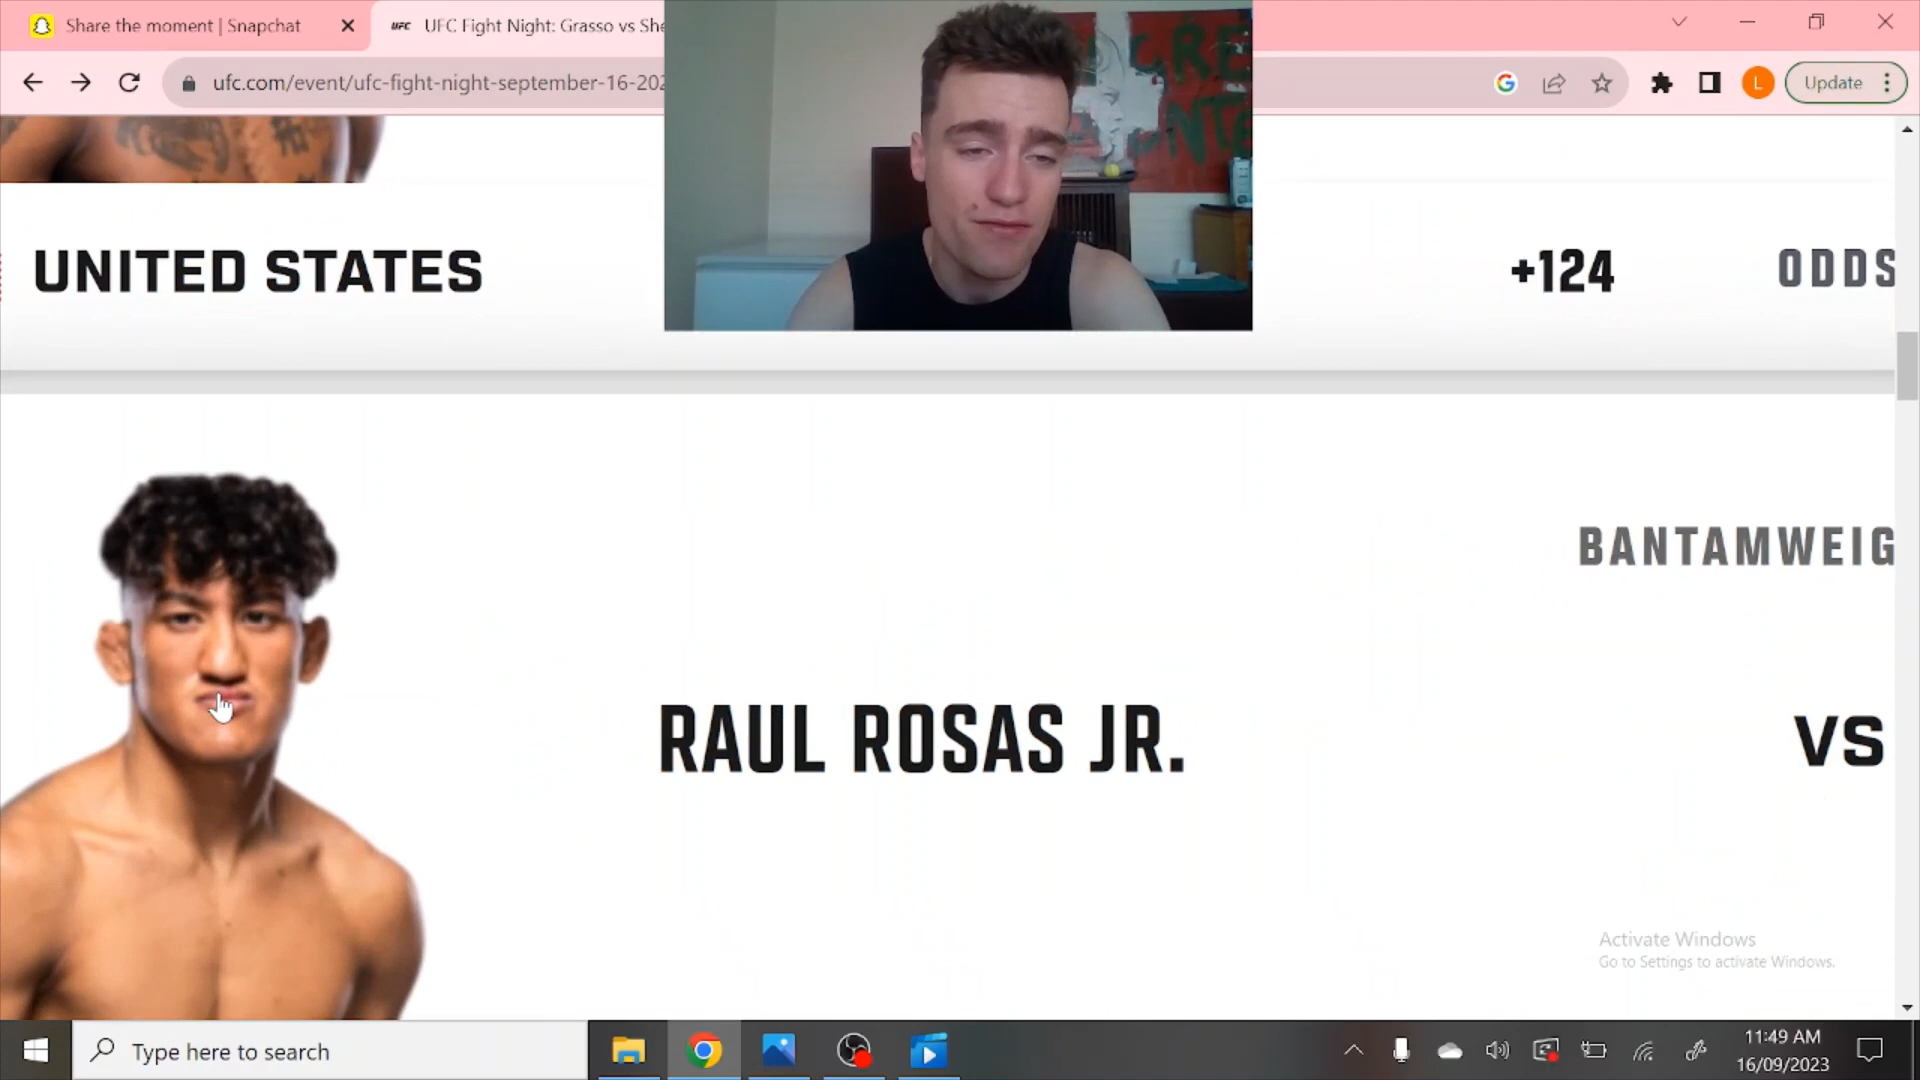 Share the moment | Snapchat
UFC UFC Fight Night: Grasso vs She
ufc.com/event/ufc-fight-night-september-16-202
L
Update
UNITED STATES
+124
ODDS
BANTAMWEIG
RAUL ROSAS JR.
VS
Activate Windows
Go to Settings to activate Windows.
Type here to search
11:49 AM
16/09/2023